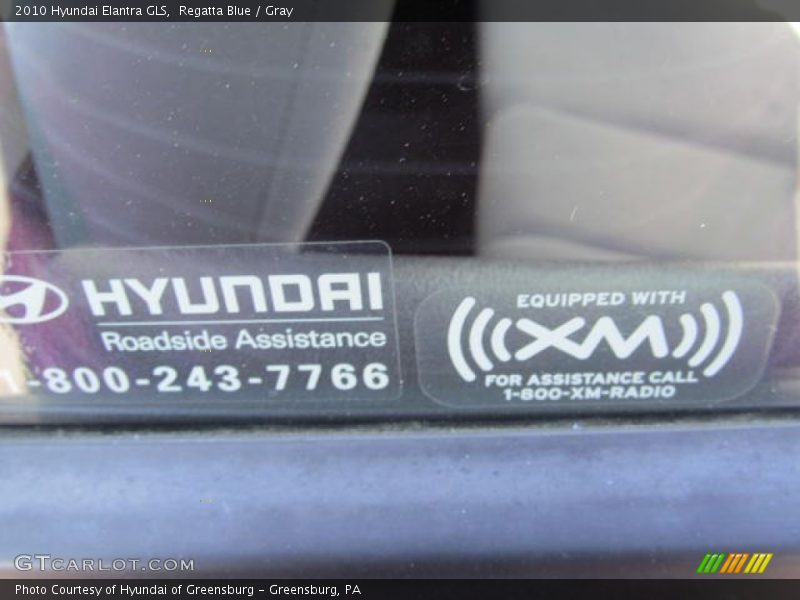 2010 Hyundai Elantra GLS, Regatta Blue / Gray
HYUNDAI
Roadside Assistance
1-800-243-7766
EQUIPPED WITH
XM
FOR ASSISTANCE CALL
1-800-XM-RADIO
GTCARLOT.COM
Photo Courtesy of Hyundai of Greensburg - Greensburg, PA